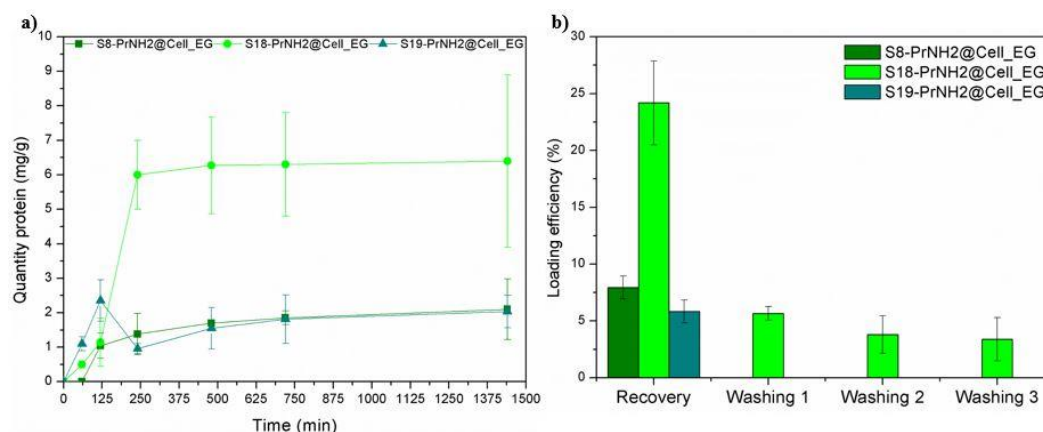 a)
S8-PrNH2@Cell_EG S18-PrNH2@Cell_EG S19-PrNH2@Cell_EG
Quantity protein (mg/g)
10
9
8
7
6
5
4
3
2
1
0
0 125 250 375 500 625 750 875 1000 1125 1250 1375 1500
Time (min)
b)
S8-PrNH2@Cell_EG
S18-PrNH2@Cell_EG
S19-PrNH2@Cell_EG
Loading efficiency (%)
30
25
20
15
10
5
0
Recovery Washing 1 Washing 2 Washing 3